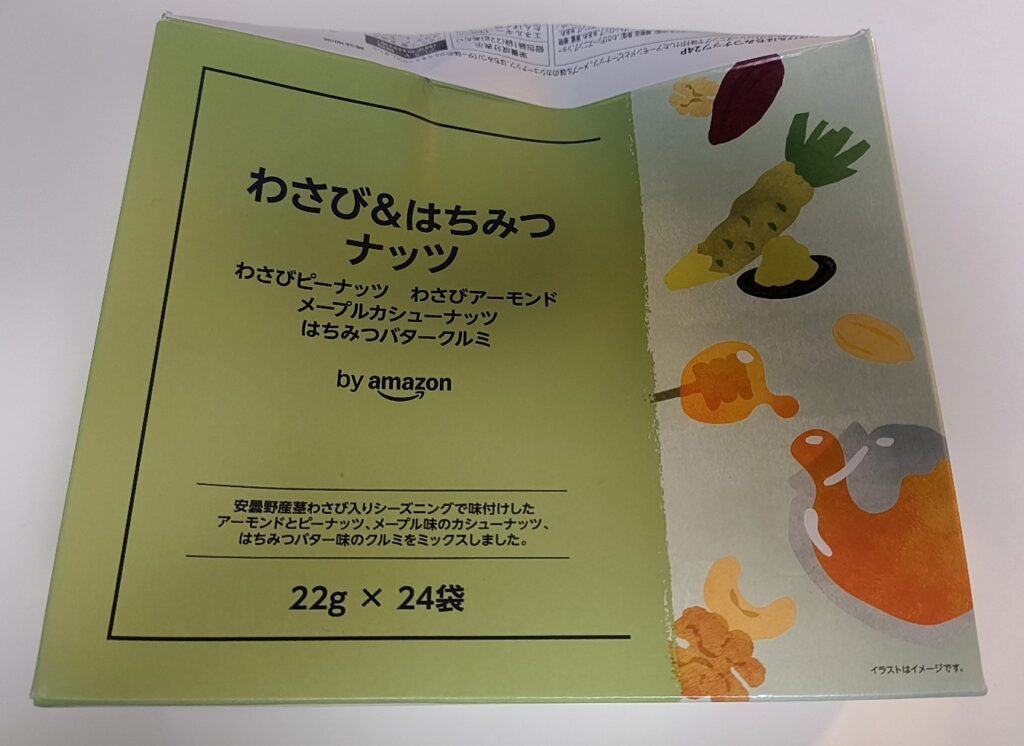 わさび&はちみつ
ナッツ
わさびピーナッツ わさびアーモンド
メープルカシューナッツ
はちみつバタークルミ
by amazon
安曇野産茎わさび入りシーズニングで味付けした
アーモンドとピーナッツ、メープル味のカシューナッツ、
はちみつバター味のクルミをミックスしました。
22g × 24袋
イラストはイメージです。